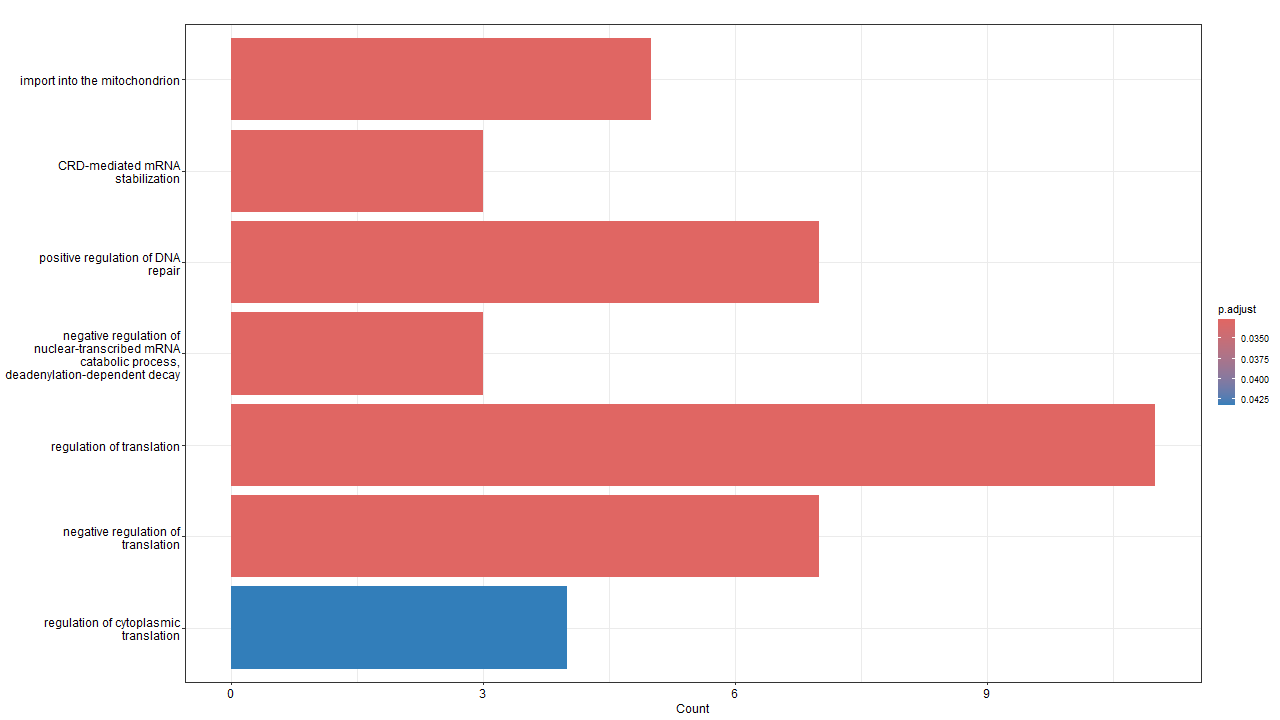 import into the mitochondrion
CRD-mediated mRNA
stabilization
positive regulation of DNA
repair
negative regulation of
nuclear-transcribed mRNA
catabolic process,
deadenylation-dependent decay
regulation of translation
negative regulation of
translation
regulation of cytoplasmic
translation
0
3
6
9
Count
p.adjust
0.0350
0.0375
0.0400
0.0425